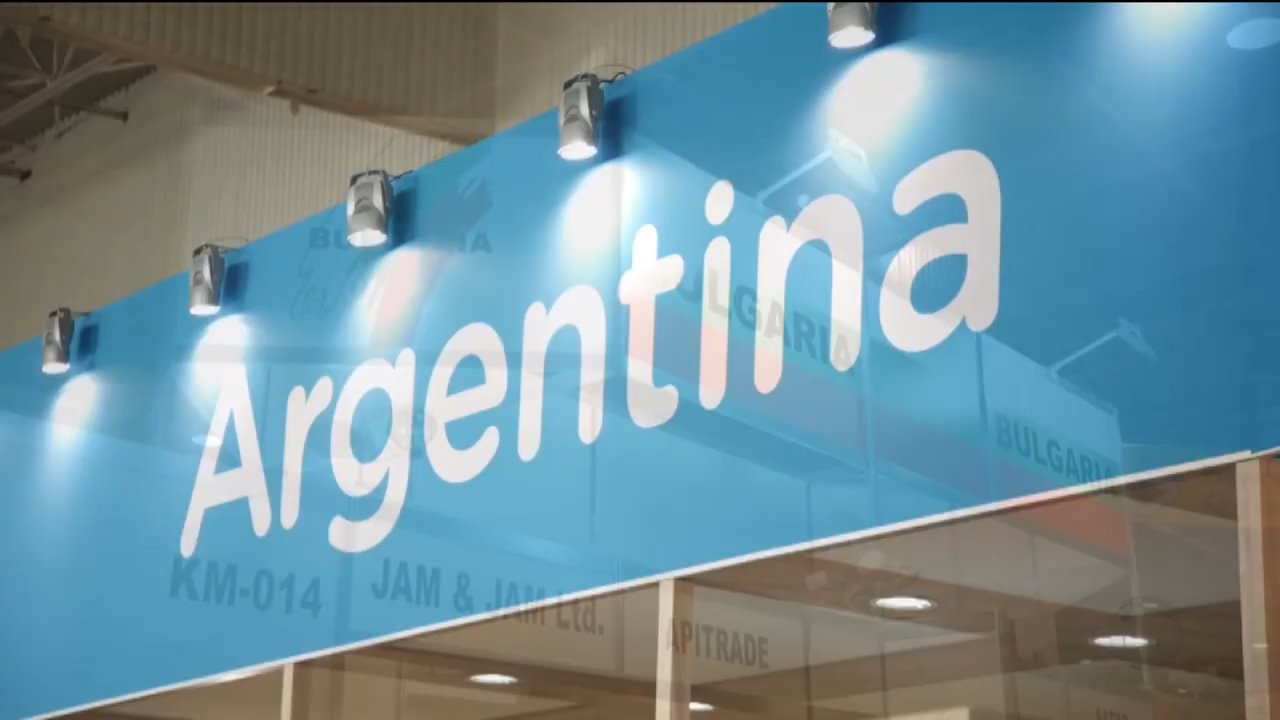 BULGARIA
Argentina
BULGARIA
BULGARIA
KM-014
JAM & JAM Ltd.
APITRADE